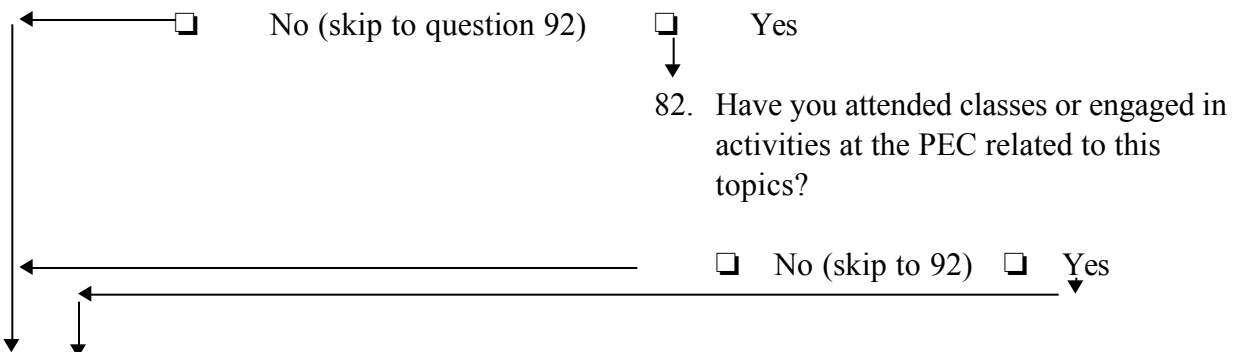 ❏ No (skip to question 92) ❏ Yes
82. Have you attended classes or engaged in
activities at the PEC related to this
topics?
❏ No (skip to 92) ❏ Yes